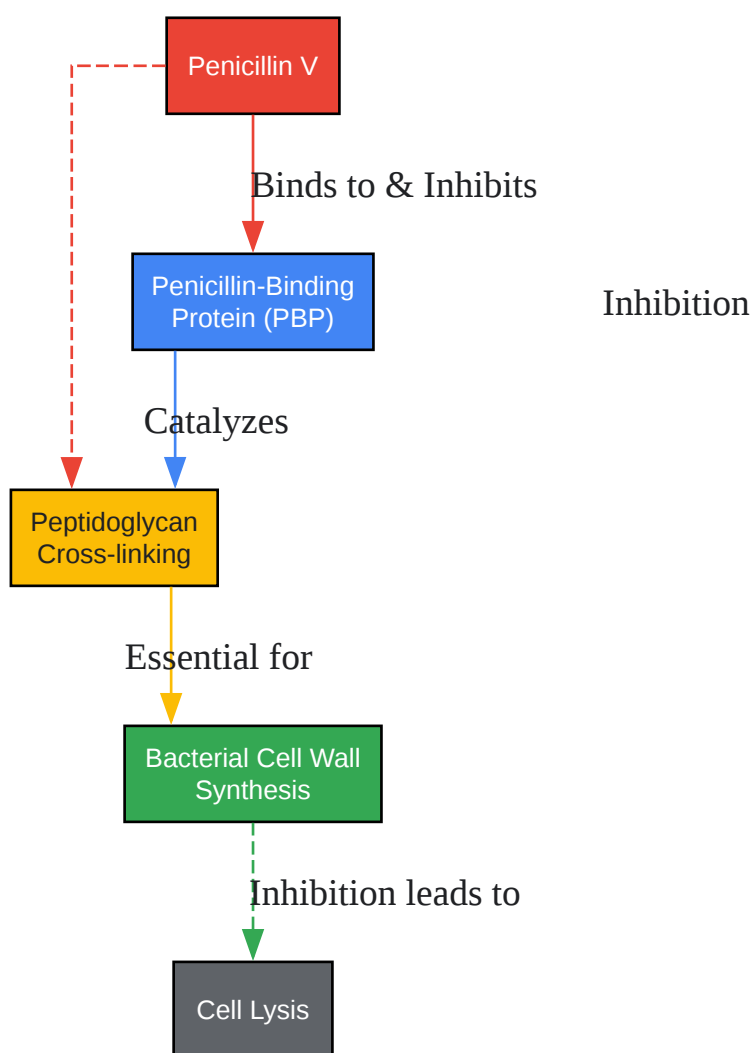 Penicillin V
Binds to & Inhibits
Penicillin-Binding
Protein (PBP)
Inhibition
Catalyzes
Peptidoglycan
Cross-linking
Essential for
Bacterial Cell Wall
Synthesis
Inhibition leads to
Cell Lysis